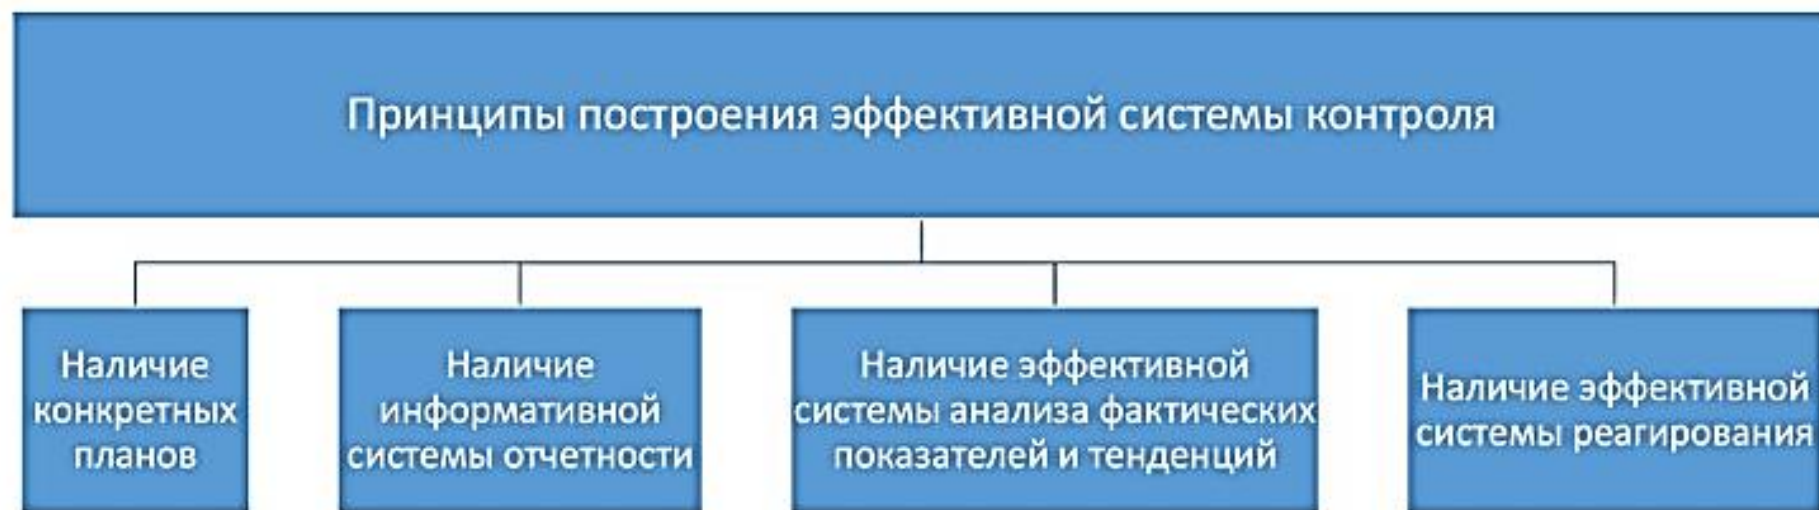 Принципы построения эффективной системы контроля
Наличие
конкретных
планов
Наличие
информативной
системы отчетности
Наличие эффективной
системы анализа фактических
показателей и тенденций
Наличие эффективной
системы реагирования